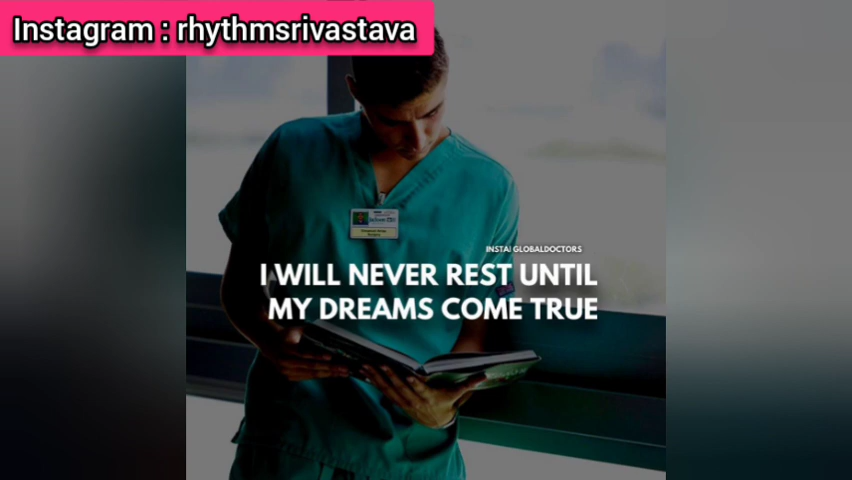 Instagram : rhythmsrivastava
INSTA: GLOBALDOCTORS
I WILL NEVER REST UNTIL
MY DREAMS COME TRUE